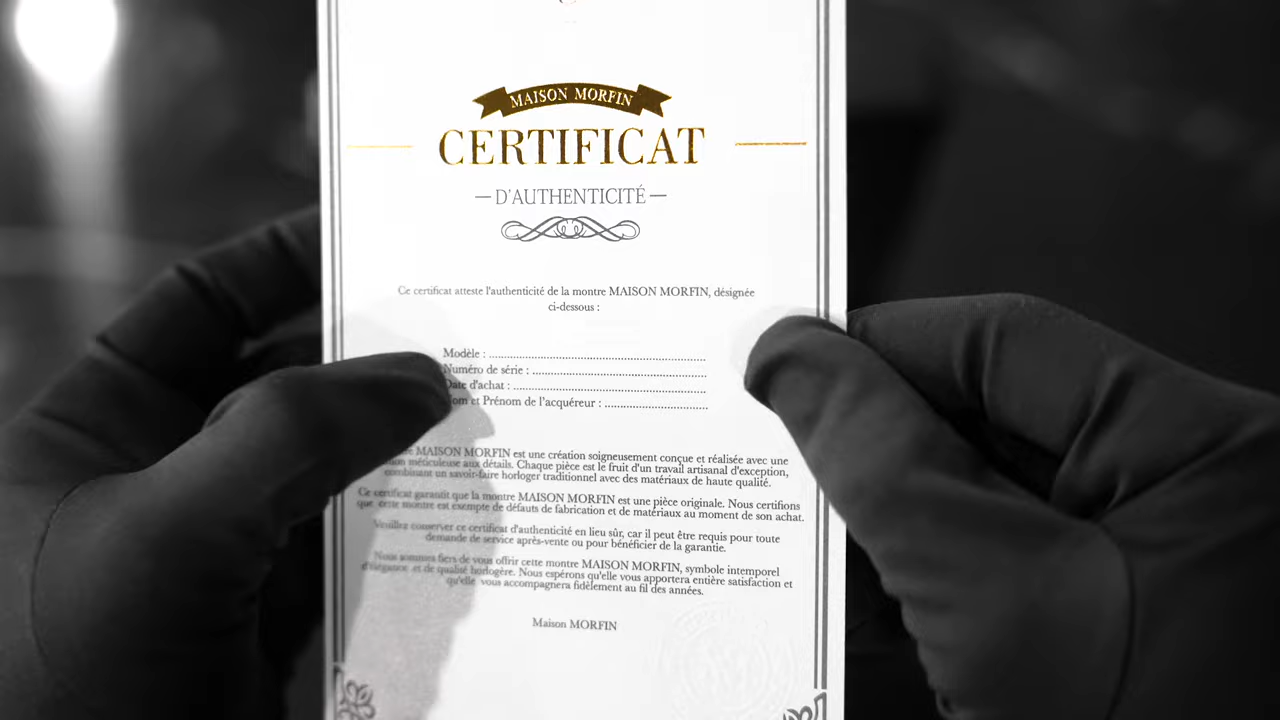 MAISON MORFIN
CERTIFICAT
D'AUTHENTICITÉ
Ce certificat atteste l'authenticité de la montre MAISON MORFIN, désignée
ci-dessous :
Modèle :
Numéro de série :
Date d'achat :
Nom et Prénom de l'acquéreur :
MAISON MORFIN est une création soigneusement conçue et réalisée avec une
méticuleuse aux détails. Chaque pièce est le fruit d'un travail artisanal d'exception,
combinant un savoir-faire horloger traditionnel avec des matériaux de haute qualité.
Ce certificat garantit que la montre MAISON MORFIN est une pièce originale. Nous certifions
que cette montre est exempte de défauts de fabrication et de matériaux au moment de son achat.
Veuillez conserver ce certificat d'authenticité en lieu sûr, car il peut être requis pour toute
demande de service après-vente ou pour bénéficier de la garantie.
Nous sommes fiers de vous offrir cette montre MAISON MORFIN, symbole intemporel
d'élégance et de qualité horlogère. Nous espérons qu'elle vous apportera entière satisfaction et
qu'elle vous accompagnera fidèlement au fil des années.
Maison MORFIN